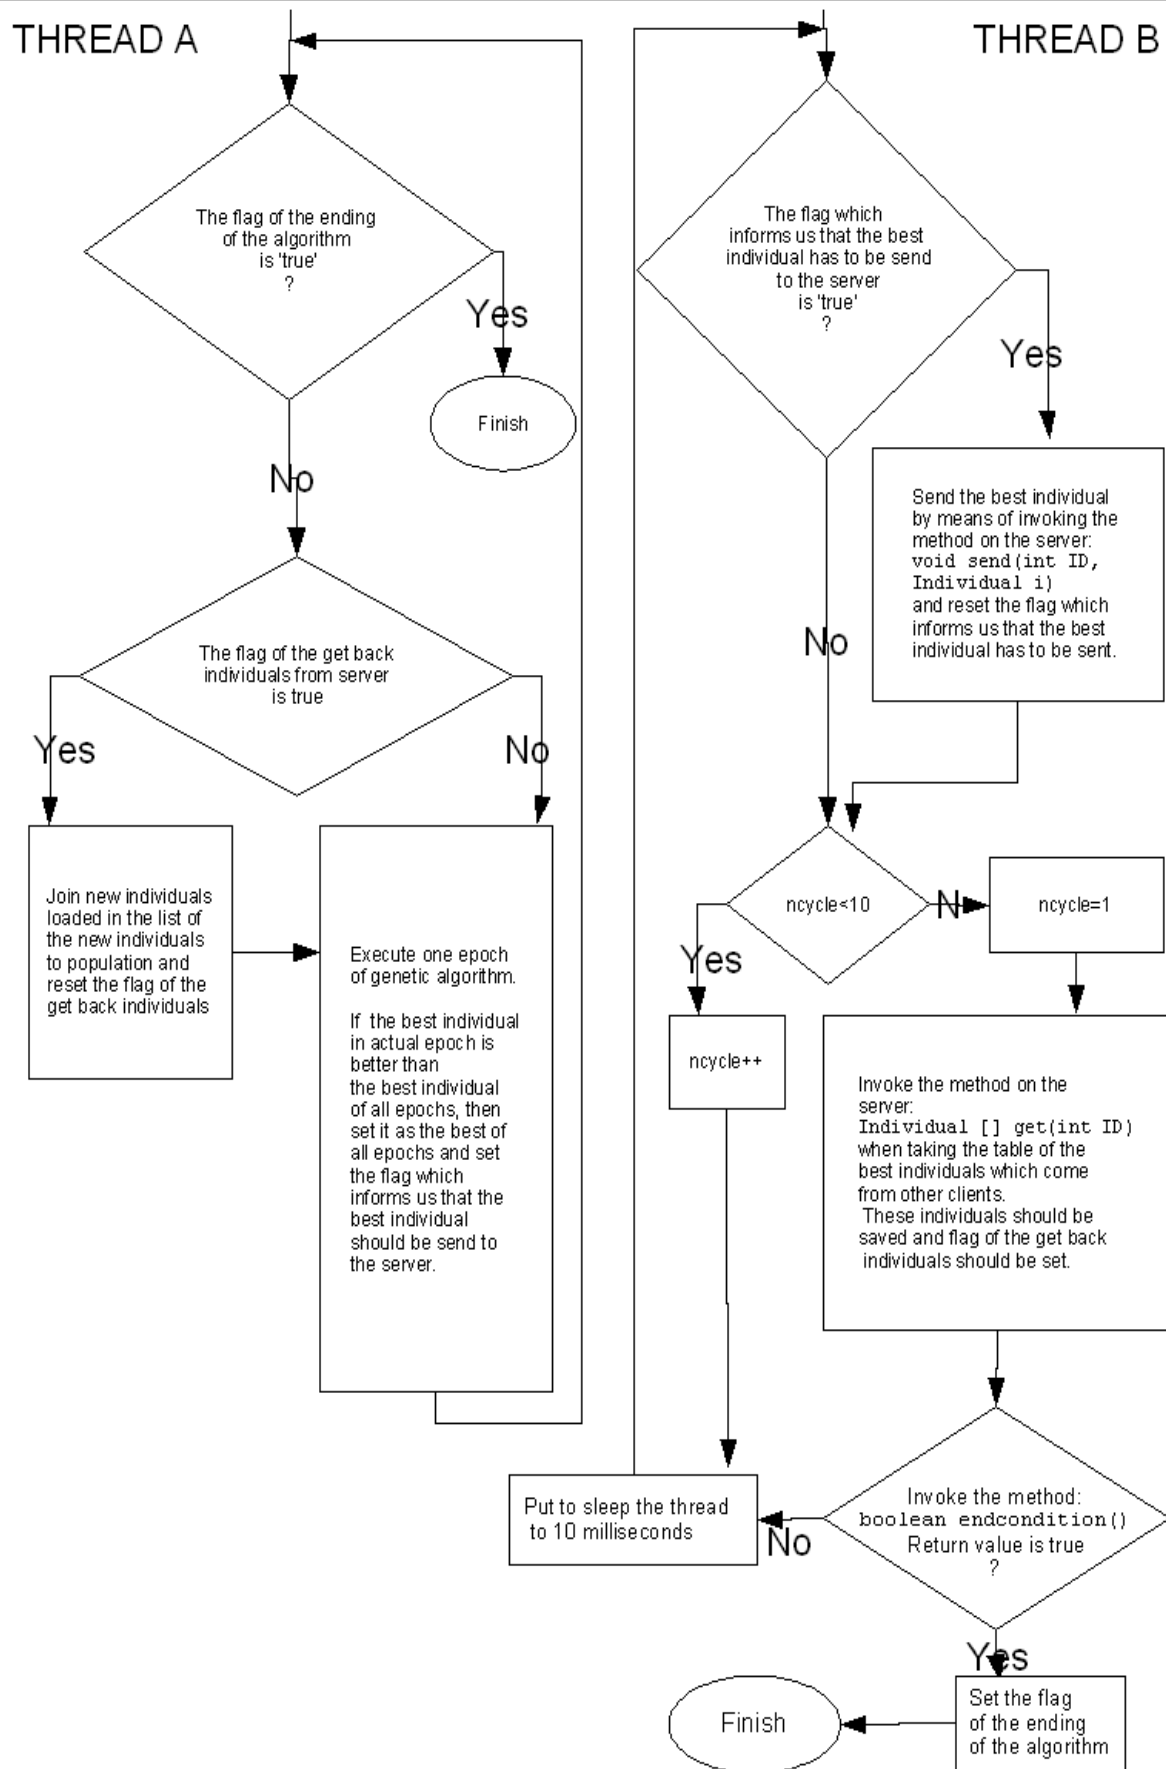 THREAD A
The flag of the ending
of the algorithm
is 'true'
?
Yes
Finish
No
The flag of the get back
individuals from server
is true
Yes
No
Join new individuals
loaded in the list of
the new individuals
to population and
reset the flag of the
get back individuals
Execute one epoch
of genetic algorithm.
If the best individual
in actual epoch is
better than
the best individual
of all epochs, then
set it as the best of
all epochs and set
the flag which
informs us that the
best individual
should be send to
the server.
THREAD B
The flag which
informs us that the best
individual has to be send
to the server
is 'true'
?
Yes
Send the best individual
by means of invoking the
method on the server:
void send(int ID,
Individual i)
and reset the flag which
informs us that the best
individual has to be sent.
No
ncycle<10
N
ncycle=1
Yes
ncycle++
Invoke the method on the
server:
Individual [] get(int ID)
when taking the table of the
best individuals which come
from other clients.
These individuals should be
saved and flag of the get back
individuals should be set.
Invoke the method:
boolean endcondition()
Return value is true
?
No
Put to sleep the thread
to 10 milliseconds
Yes
Set the flag
of the ending
of the algorithm
Finish